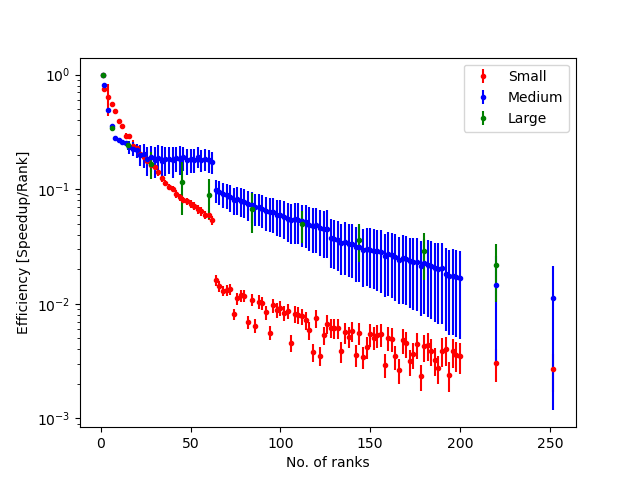 Small
Medium
Large
Efficiency [Speedup/Rank]
10⁰
10⁻¹
10⁻²
10⁻³
0 50 100 150 200 250
No. of ranks